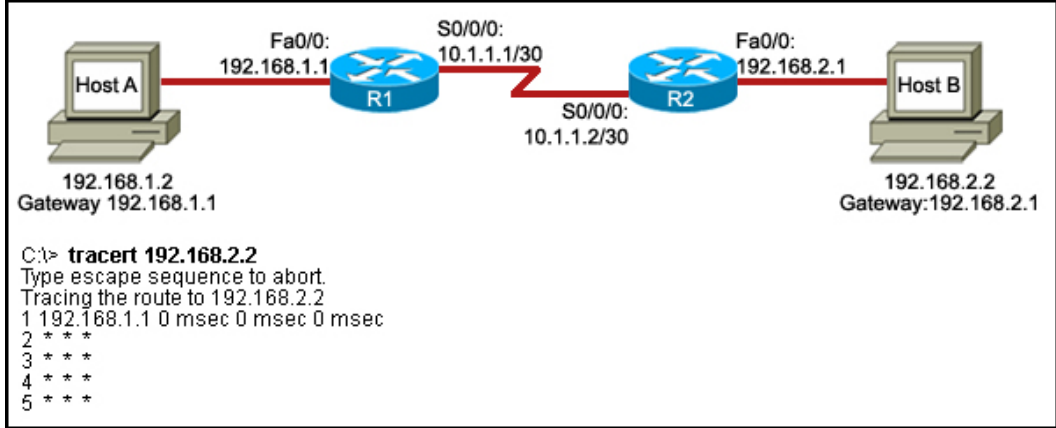 Fa0/0:
192.168.1.1
S0/0/0:
10.1.1.1/30
Fa0/0:
192.168.2.1
Host A
R1
R2
Host B
S0/0/0:
10.1.1.2/30
192.168.1.2
Gateway 192.168.1.1
192.168.2.2
Gateway:192.168.2.1
C:\> tracert 192.168.2.2
Type escape sequence to abort.
Tracing the route to 192.168.2.2
1 192.168.1.1 0 msec 0 msec 0 msec
2 * * *
3 * * *
4 * * *
5 * * *